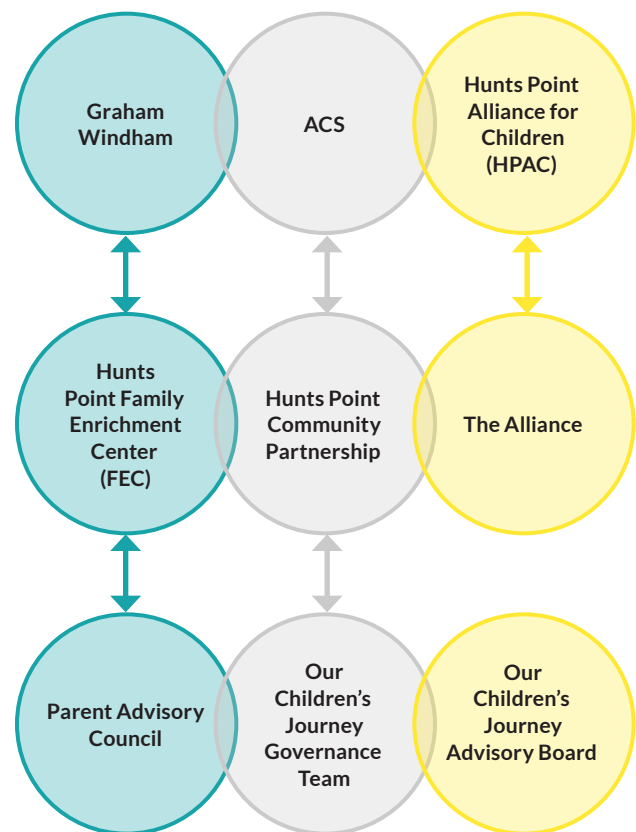 Graham
Windham
ACS
Hunts Point
Alliance for
Children
(HPAC)
Hunts
Point Family
Enrichment
Center
(FEC)
Hunts Point
Community
Partnership
The Alliance
Parent Advisory
Council
Our
Children’s
Journey
Governance
Team
Our
Children’s
Journey
Advisory Board